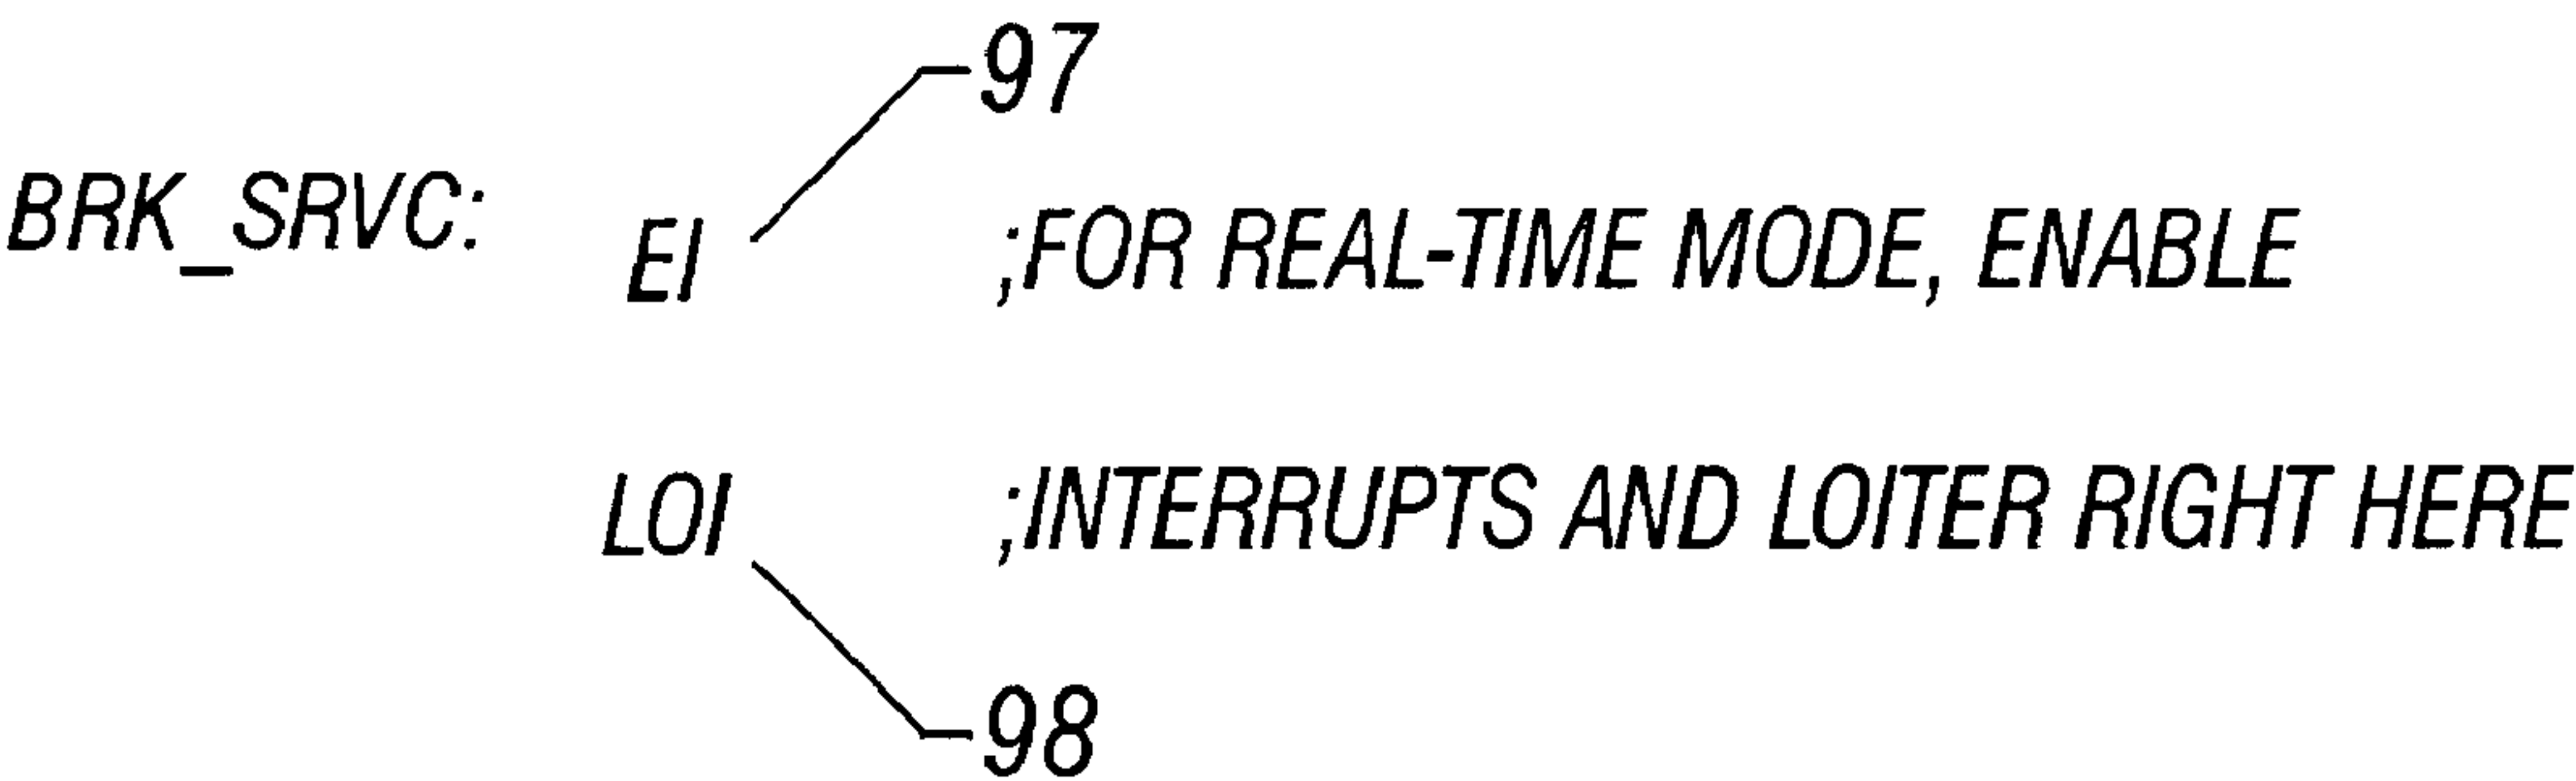 97
BRK_SRVC: EI ;FOR REAL-TIME MODE, ENABLE
LOI ;INTERRUPTS AND LOITER RIGHT HERE
98